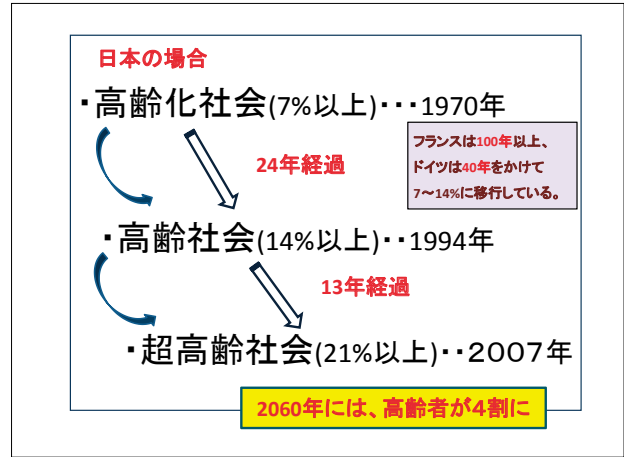 日本の場合
・高齢化社会(7%以上)・・・1970年
フランスは100年以上、
ドイツは40年をかけて
7～14%に移行している。
24年経過
・高齢社会(14%以上)・・1994年
13年経過
・超高齢社会(21%以上)・・２００７年
2060年には、高齢者が4割に